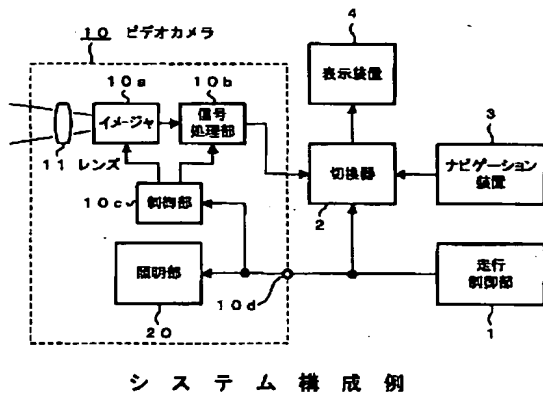 10 ビデオカメラ
10a
10b
イメージャ
信号
処理部
11 レンズ
10c
制御部
照明部
20
10d
4
表示装置
切換器
2
3
ナビゲーション
装置
走行
制御部
1
システム構成例